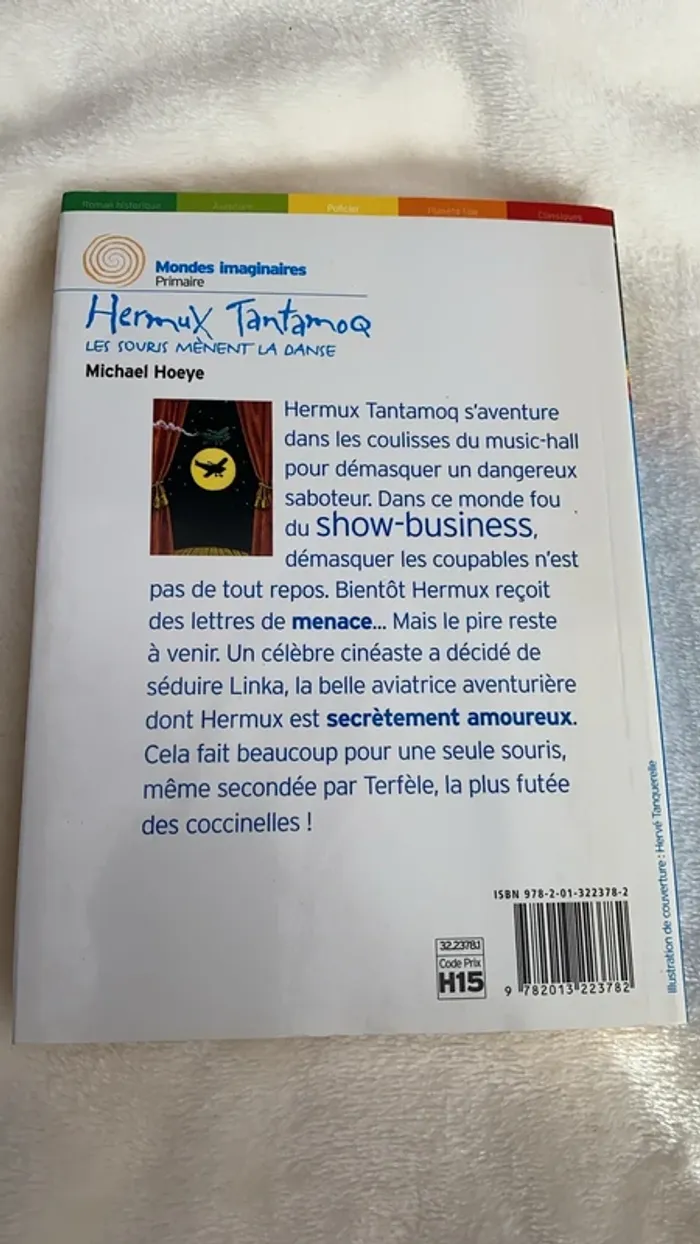 Roman historique Aventure Policier Humour Classiques
Mondes imaginaires
Primaire
Hermux Tantamoq
LES SOURIS MÈNENT LA DANSE
Michael Hoeye
Hermux Tantamoq s'aventure
dans les coulisses du music-hall
pour démasquer un dangereux
saboteur. Dans ce monde fou
du show-business,
démasquer les coupables n'est
pas de tout repos. Bientôt Hermux reçoit
des lettres de menace... Mais le pire reste
à venir. Un célèbre cinéaste a décidé de
séduire Linka, la belle aviatrice aventurière
dont Hermux est secrètement amoureux.
Cela fait beaucoup pour une seule souris,
même secondée par Terfèle, la plus futée
des coccinelles !
ISBN 978-2-01-322378-2
32.2378.1
Code Prix
H15
9 782013 223782
Illustration de couverture : Hervé Tanquerelle